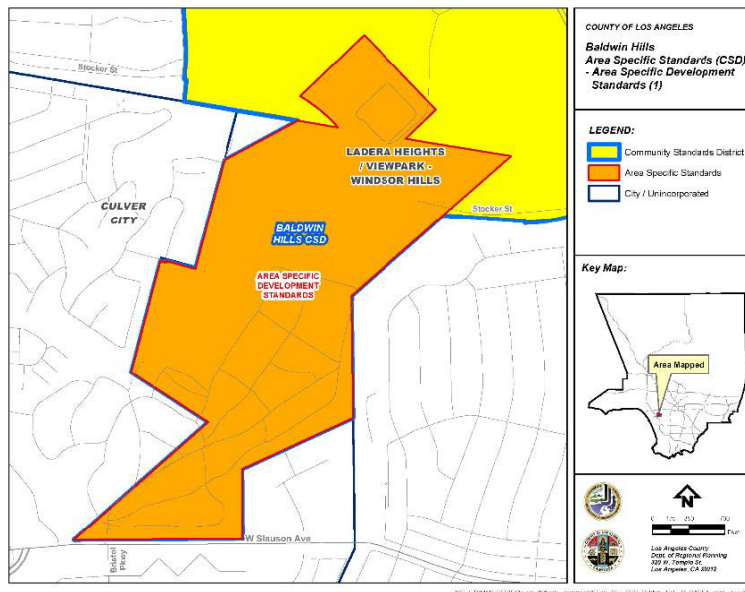 Stocker St
CULVER
CITY
LADERA HEIGHTS
/ VIEWPARK -
WINDSOR HILLS
BALDWIN
HILLS CSD
AREA SPECIFIC
DEVELOPMENT
STANDARDS
Stocker St
W Slauson Ave
Bristol
Pkwy
COUNTY OF LOS ANGELES
Baldwin Hills
Area Specific Standards (CSD)
- Area Specific Development
Standards (1)
LEGEND:
Community Standards District
Area Specific Standards
City / Unincorporated
Key Map:
Area Mapped
N
0
Feet
Los Angeles County
Dept. of Regional Planning
320 W. Temple St.
Los Angeles, CA 90012